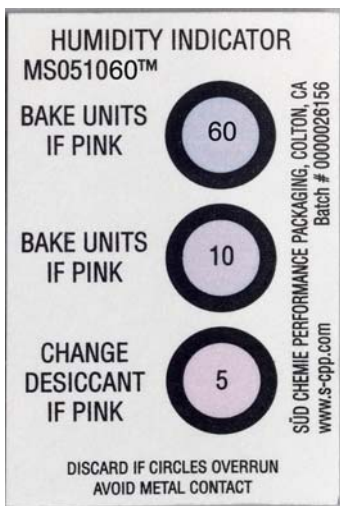 HUMIDITY INDICATOR
MS051060™
BAKE UNITS
IF PINK
60
BAKE UNITS
IF PINK
10
CHANGE
DESICCANT
IF PINK
5
DISCARD IF CIRCLES OVERRUN
AVOID METAL CONTACT
SÜD CHEMIE PERFORMANCE PACKAGING, COLTON, CA
www.s-cpp.com
Batch # 0000026156